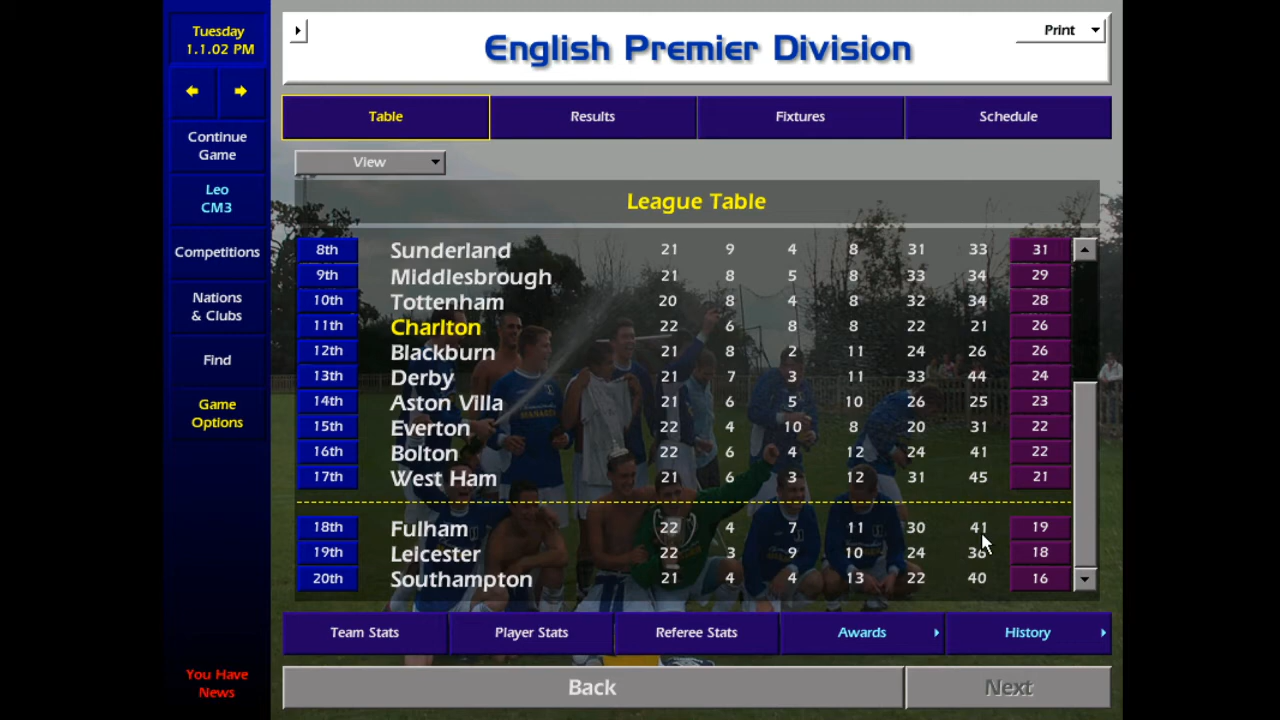 Tuesday
1.1.02 PM
Continue
Game
Leo
CM3
Competitions
Nations
& Clubs
Find
Game
Options
You Have
News
English Premier Division
Print
Table Results Fixtures Schedule
View
League Table
8th Sunderland 21 9 4 8 31 33 31
9th Middlesbrough 21 8 5 8 33 34 29
10th Tottenham 20 8 4 8 32 34 28
11th Charlton 22 6 8 8 22 21 26
12th Blackburn 21 8 2 11 24 26 26
13th Derby 21 7 3 11 33 44 24
14th Aston Villa 21 6 5 10 26 25 23
15th Everton 22 4 10 8 20 31 22
16th Bolton 22 6 4 12 24 41 22
17th West Ham 21 6 3 12 31 45 21
18th Fulham 22 4 7 11 30 41 19
19th Leicester 22 3 9 10 24 18
20th Southampton 21 4 4 13 22 40 16
Team Stats Player Stats Referee Stats Awards History
Back Next